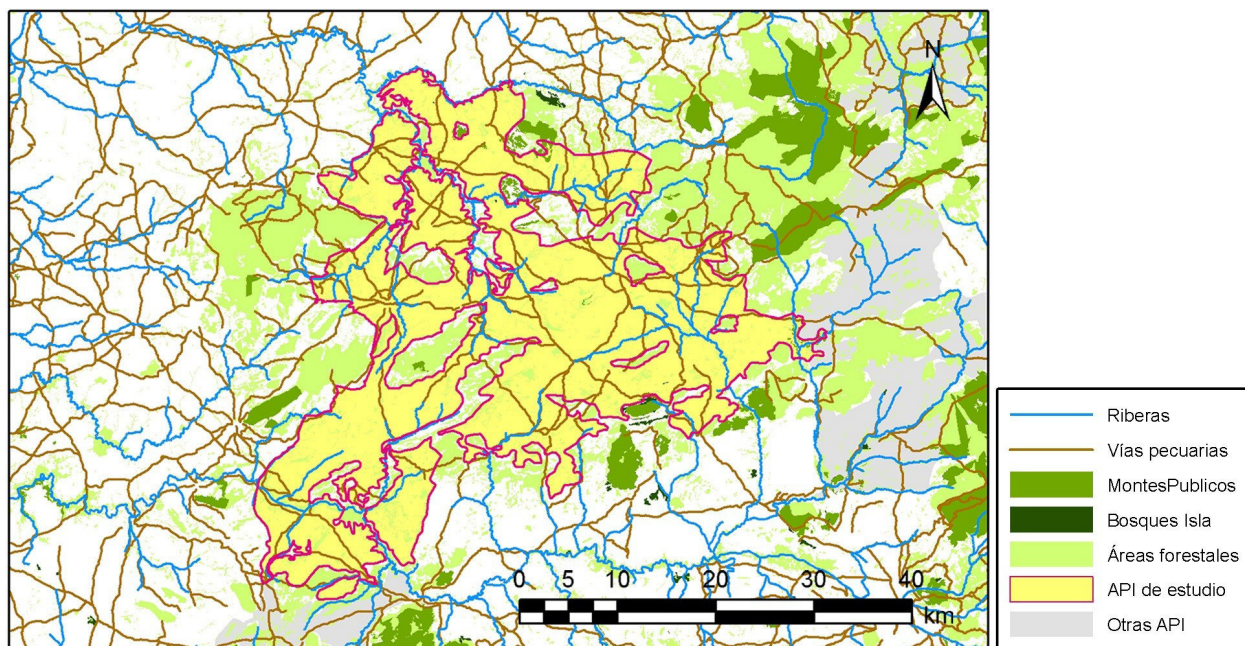 N
0 5 10 20 30 40
km
Riberas
Vías pecuarias
MontesPublicos
Bosques Isla
Áreas forestales
API de estudio
Otras API